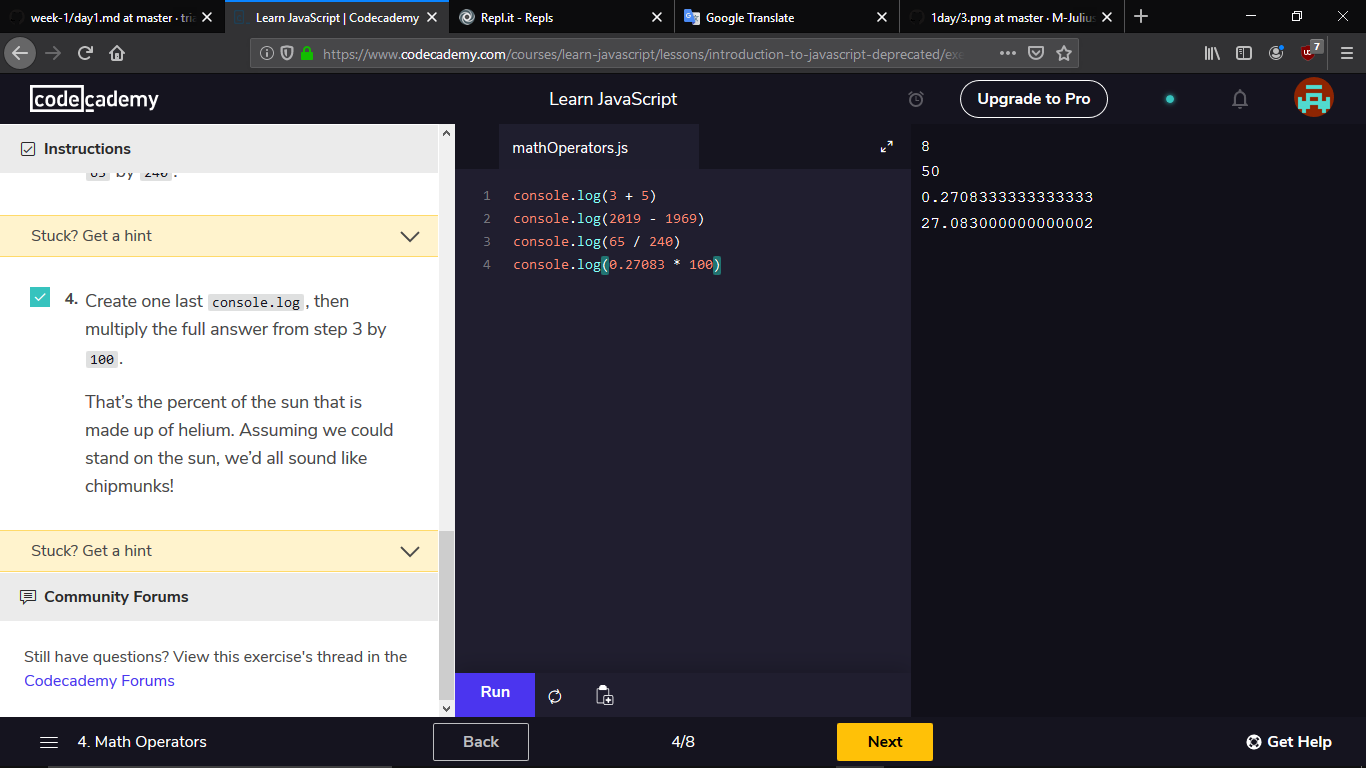 week-1/day1.md at master · tri
Learn JavaScript | Codecademy
Repl.it - Repls
Google Translate
1day/3.png at master · M-Julius
https://www.codecademy.com/courses/learn-javascript/lessons/introduction-to-javascript-deprecated/exe
7
codecademy
Learn JavaScript
Upgrade to Pro
Instructions
65 by 240 .
Stuck? Get a hint
4. Create one last console.log , then
multiply the full answer from step 3 by
100 .
That’s the percent of the sun that is
made up of helium. Assuming we could
stand on the sun, we’d all sound like
chipmunks!
Stuck? Get a hint
Community Forums
Still have questions? View this exercise's thread in the
Codecademy Forums
mathOperators.js
1 console.log(3 + 5)
2 console.log(2019 - 1969)
3 console.log(65 / 240)
4 console.log(0.27083 * 100)
Run
8
50
0.2708333333333333
27.083000000000002
4. Math Operators
Back
4/8
Next
Get Help